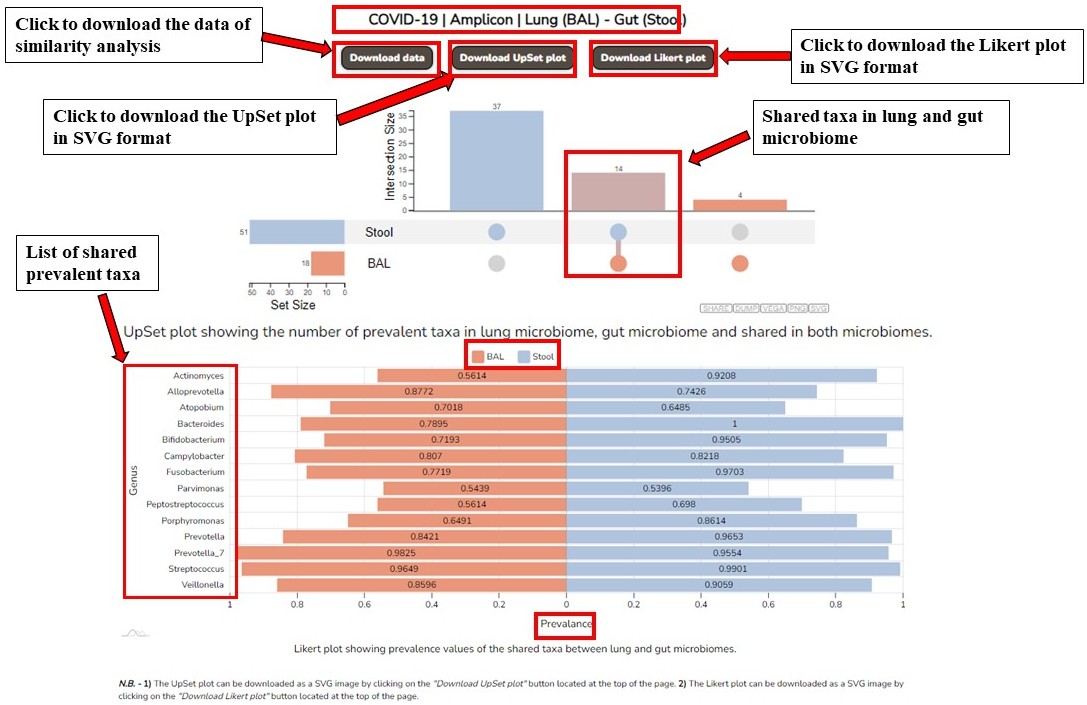 Click to download the data of
similarity analysis
COVID-19 | Amplicon | Lung (BAL) - Gut (Stool)
Download data
Download UpSet plot
Download Likert plot
Click to download the Likert plot
in SVG format
Click to download the UpSet plot
in SVG format
Shared taxa in lung and gut
microbiome
Intersection Size
35
30
25
20
15
10
5
0
37
14
4
51
Stool
18
BAL
50 40 30 20 10 0
Set Size
List of shared
prevalent taxa
SHARE DUMP VEGA PNG SVG
UpSet plot showing the number of prevalent taxa in lung microbiome, gut microbiome and shared in both microbiomes.
BAL Stool
Genus
Actinomyces 0.5614 0.9208
Alloprevotella 0.8772 0.7426
Atopobium 0.7018 0.6485
Bacteroides 0.7895 1
Bifidobacterium 0.7193 0.9505
Campylobacter 0.807 0.8218
Fusobacterium 0.7719 0.9703
Parvimonas 0.5439 0.5396
Peptostreptococcus 0.5614 0.698
Porphyromonas 0.6491 0.8614
Prevotella 0.8421 0.9653
Prevotella_7 0.9825 0.9554
Streptococcus 0.9649 0.9901
Veillonella 0.8596 0.9059
1 0.8 0.6 0.4 0.2 0 0.2 0.4 0.6 0.8 1
Prevalance
Likert plot showing prevalence values of the shared taxa between lung and gut microbiomes.
N.B. - 1) The UpSet plot can be downloaded as a SVG image by clicking on the "Download UpSet plot" button located at the top of the page. 2) The Likert plot can be downloaded as a SVG image by
clicking on the "Download Likert plot" button located at the top of the page.